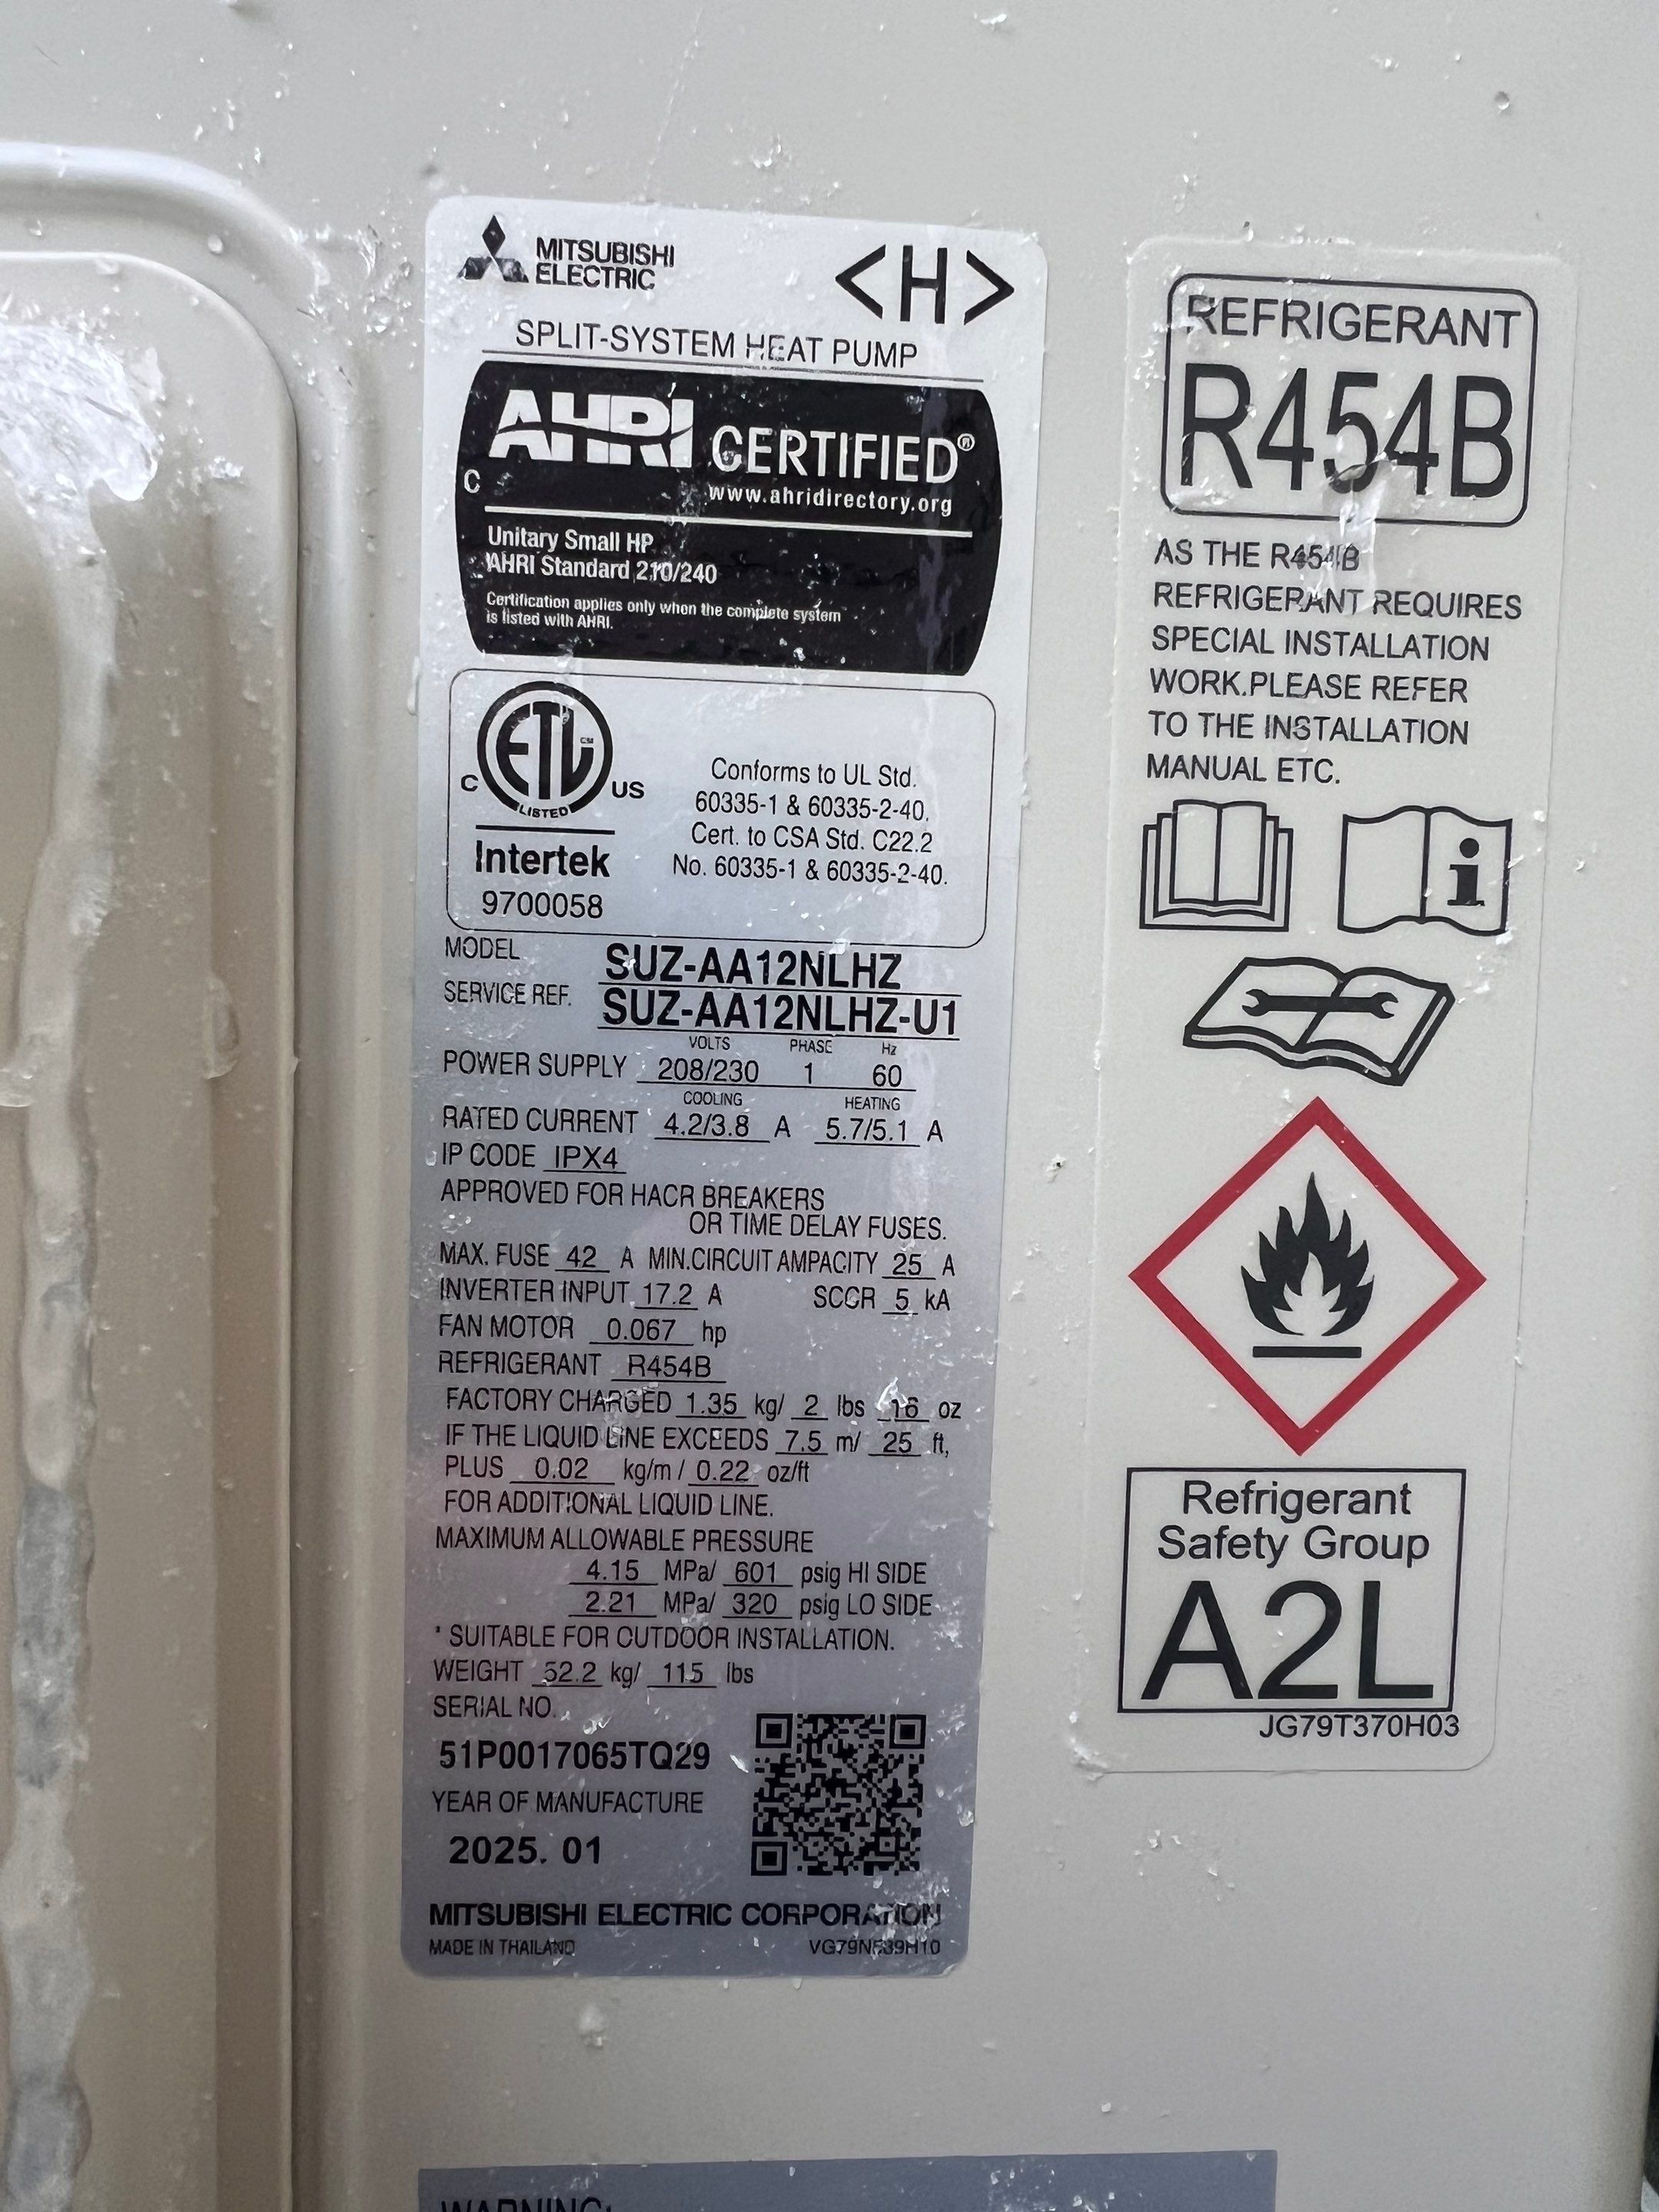 MITSUBISHI
ELECTRIC
<H>
SPLIT-SYSTEM HEAT PUMP
AHRI CERTIFIED®
C
www.ahridirectory.org
Unitary Small HP
AHRI Standard 210/240
Certification applies only when the complete system
is listed with AHRI.
ETL CM
C US
LISTED
Intertek
9700058
Conforms to UL Std.
60335-1 & 60335-2-40.
Cert. to CSA Std. C22.2
No. 60335-1 & 60335-2-40.
MODEL SUZ-AA12NLHZ
SERVICE REF. SUZ-AA12NLHZ-U1
VOLTS PHASE Hz
POWER SUPPLY 208/230 1 60
COOLING HEATING
RATED CURRENT 4.2/3.8 A 5.7/5.1 A
IP CODE IPX4
APPROVED FOR HACR BREAKERS
OR TIME DELAY FUSES.
MAX. FUSE 42 A MIN.CIRCUIT AMPACITY 25 A
INVERTER INPUT 17.2 A SCCR 5 kA
FAN MOTOR 0.067 hp
REFRIGERANT R454B
FACTORY CHARGED 1.35 kg/ 2 lbs 16 oz
IF THE LIQUID LINE EXCEEDS 7.5 m/ 25 ft,
PLUS 0.02 kg/m / 0.22 oz/ft
FOR ADDITIONAL LIQUID LINE.
MAXIMUM ALLOWABLE PRESSURE
4.15 MPa/ 601 psig HI SIDE
2.21 MPa/ 320 psig LO SIDE
* SUITABLE FOR OUTDOOR INSTALLATION.
WEIGHT 52.2 kg/ 115 lbs
SERIAL NO.
51P0017065TQ29
YEAR OF MANUFACTURE
2025. 01
MITSUBISHI ELECTRIC CORPORATION
MADE IN THAILAND
REFRIGERANT
R454B
AS THE R454B
REFRIGERANT REQUIRES
SPECIAL INSTALLATION
WORK.PLEASE REFER
TO THE INSTALLATION
MANUAL ETC.
i
Refrigerant
Safety Group
A2L
JG79T370H03
WARNING: